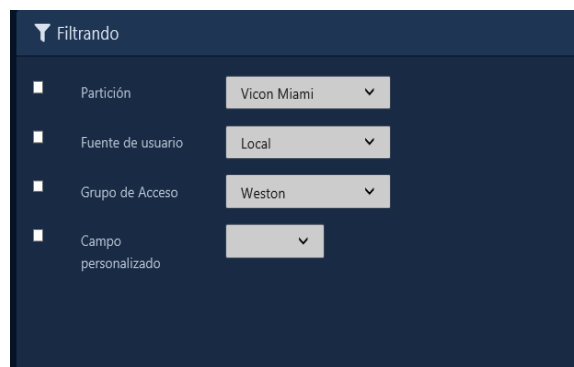 Filtrando
Partición Vicon Miami
Fuente de usuario Local
Grupo de Acceso Weston
Campo
personalizado